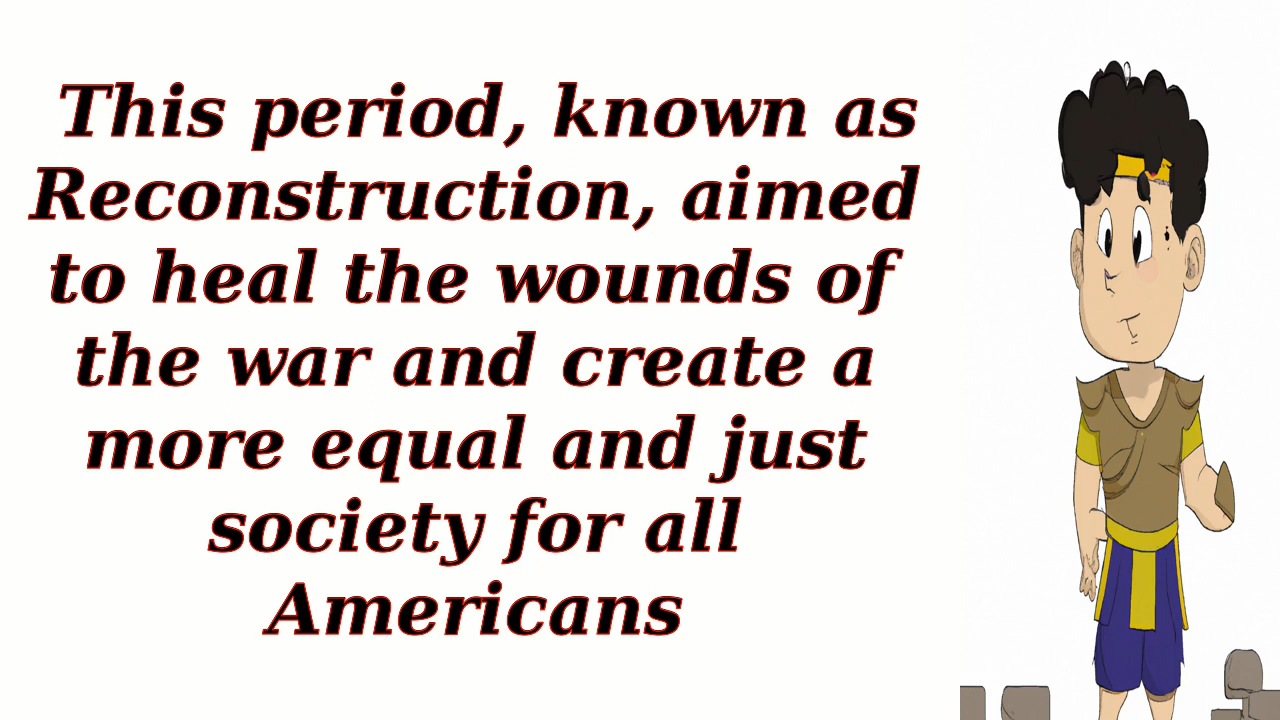 This period, known as
Reconstruction, aimed
to heal the wounds of
the war and create a
more equal and just
society for all
Americans